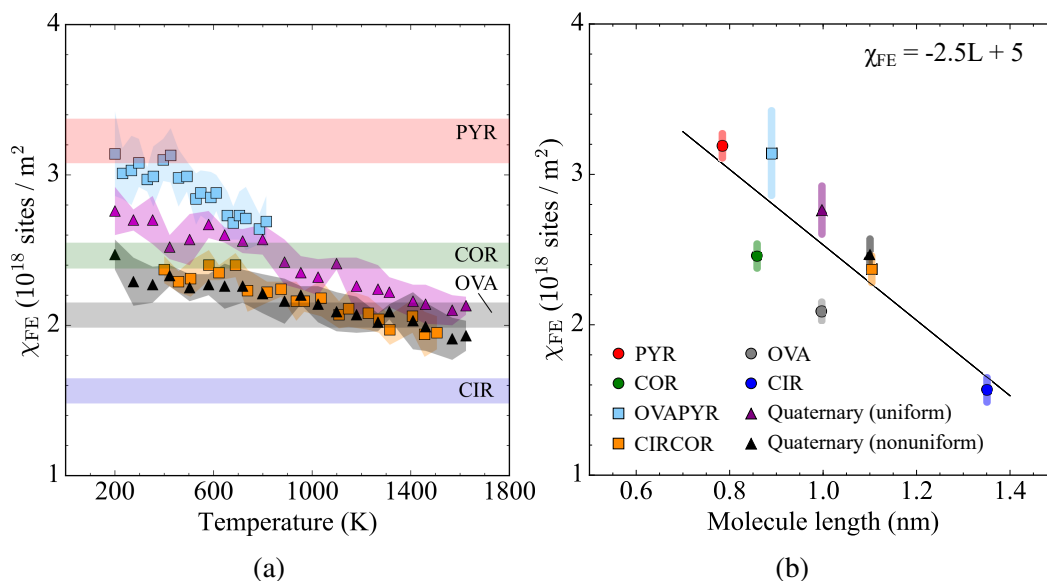 4
3
2
1
χFE (10^18 sites / m^2)
PYR
COR
OVA
CIR
200 600 1000 1400 1800
Temperature (K)
(a)
4
3
2
1
χFE (10^18 sites / m^2)
χFE = -2.5L + 5
PYR
COR
OVAPYR
CIRCOR
OVA
CIR
Quaternary (uniform)
Quaternary (nonuniform)
0.6 0.8 1.0 1.2 1.4
Molecule length (nm)
(b)